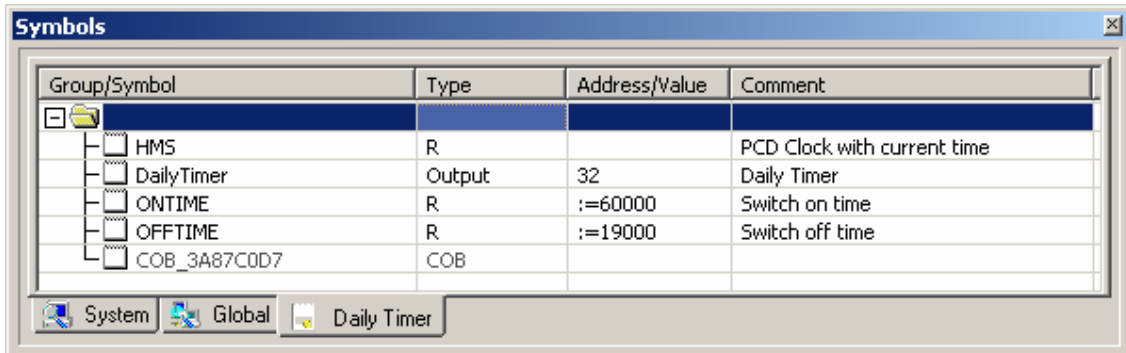 Symbols
Group/Symbol Type Address/Value Comment
HMS R PCD Clock with current time
DailyTimer Output 32 Daily Timer
ONTIME R :=60000 Switch on time
OFFTIME R :=19000 Switch off time
COB_3A87C0D7 COB
System Global Daily Timer